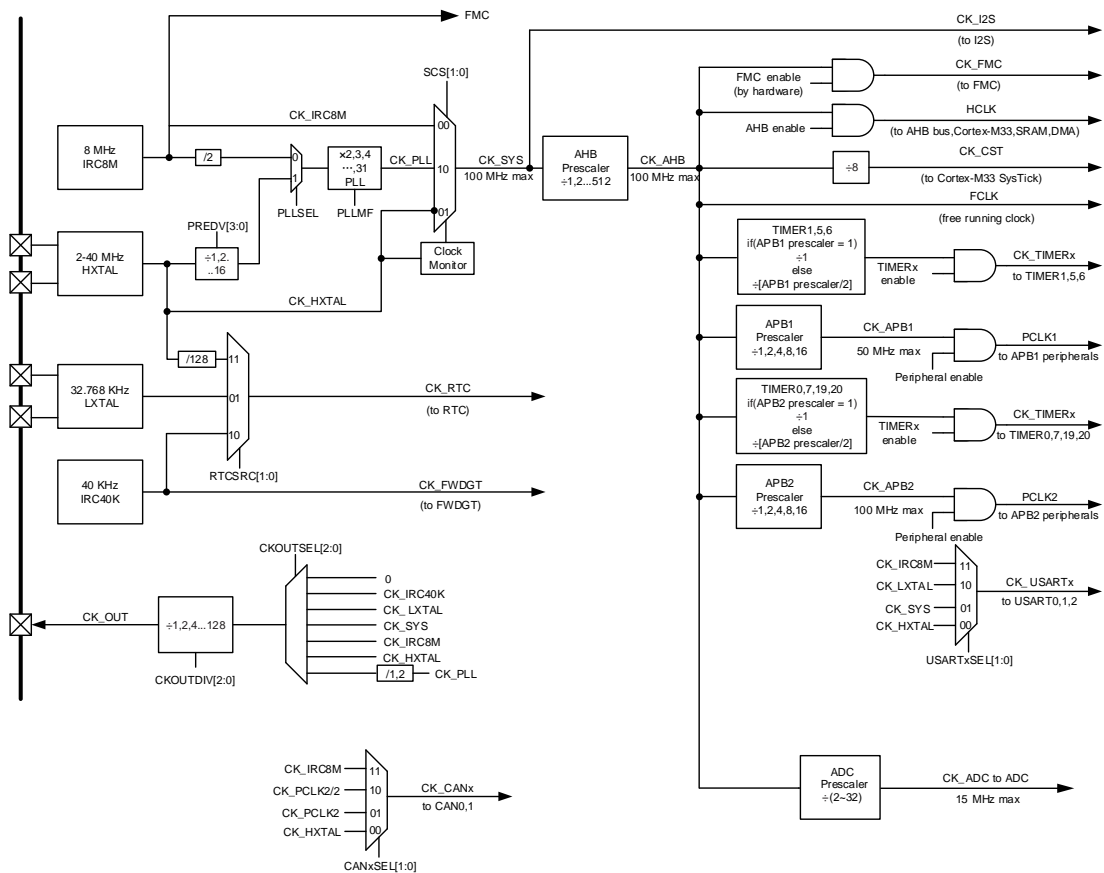 FMC
CK_I2S
(to I2S)
SCS[1:0]
FMC enable
(by hardware)
CK_FMC
(to FMC)
CK_IRC8M
00
AHB enable
HCLK
(to AHB bus,Cortex-M33,SRAM,DMA)
8 MHz
IRC8M
/2
0
1
PLLSEL
×2,3,4
…,31
PLL
PLLMF
CK_PLL
10
01
CK_SYS
100 MHz max
AHB
Prescaler
÷1,2...512
CK_AHB
100 MHz max
÷8
CK_CST
(to Cortex-M33 SysTick)
FCLK
(free running clock)
PREDV[3:0]
2-40 MHz
HXTAL
÷1,2.
..16
Clock
Monitor
TIMER1,5,6
if(APB1 prescaler = 1)
÷1
else
÷[APB1 prescaler/2]
TIMERx
enable
CK_TIMERx
to TIMER1,5,6
CK_HXTAL
/128
11
01
10
APB1
Prescaler
÷1,2,4,8,16
CK_APB1
50 MHz max
Peripheral enable
PCLK1
to APB1 peripherals
32.768 KHz
LXTAL
CK_RTC
(to RTC)
TIMER0,7,19,20
if(APB2 prescaler = 1)
÷1
else
÷[APB2 prescaler/2]
TIMERx
enable
CK_TIMERx
to TIMER0,7,19,20
RTCSRC[1:0]
40 KHz
IRC40K
CK_FWDGT
(to FWDGT)
APB2
Prescaler
÷1,2,4,8,16
CK_APB2
100 MHz max
Peripheral enable
PCLK2
to APB2 peripherals
CKOUTSEL[2:0]
0
CK_IRC40K
CK_LXTAL
CK_SYS
CK_IRC8M
CK_HXTAL
/1,2
CK_PLL
CK_OUT
÷1,2,4...128
CKOUTDIV[2:0]
CK_IRC8M
11
CK_LXTAL
10
CK_SYS
01
CK_HXTAL
00
CK_USARTx
to USART0,1,2
USARTxSEL[1:0]
CK_IRC8M
11
CK_PCLK2/2
10
CK_PCLK2
01
CK_HXTAL
00
CK_CANx
to CAN0,1
CANxSEL[1:0]
ADC
Prescaler
÷(2~32)
CK_ADC to ADC
15 MHz max